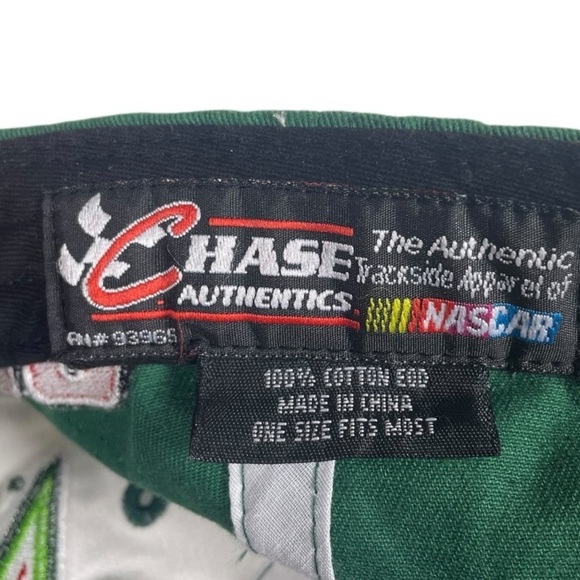 CHASE
AUTHENTICS
RN# 93965
The Authentic
Trackside Apparel of
NASCAR
100% COTTON EOD
MADE IN CHINA
ONE SIZE FITS MOST